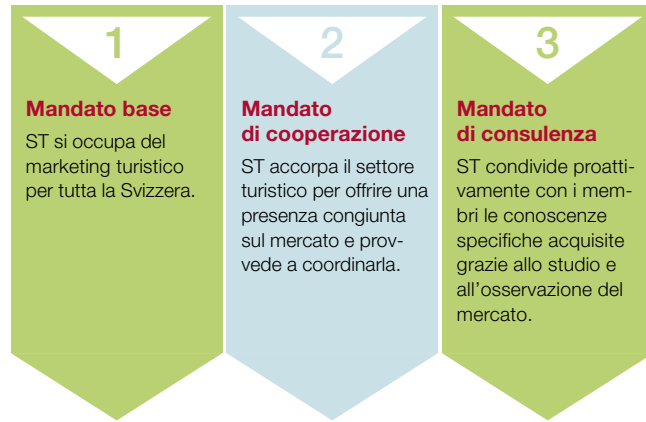 1
Mandato base
ST si occupa del
marketing turistico
per tutta la Svizzera.
2
Mandato
di cooperazione
ST accorpa il settore
turistico per offrire una
presenza congiunta
sul mercato e prov-
vede a coordinarla.
3
Mandato
di consulenza
ST condivide proatti-
vamente con i mem-
bri le conoscenze
specifiche acquisite
grazie allo studio e
all’osservazione del
mercato.